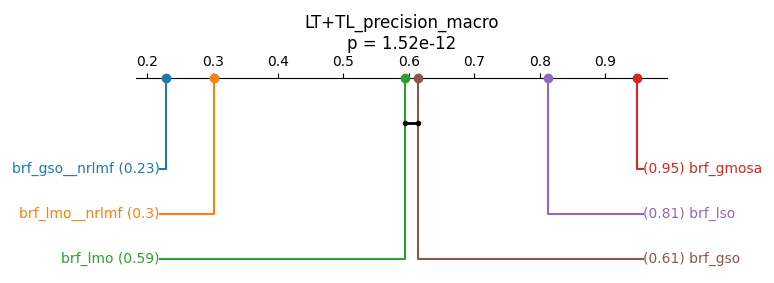 LT+TL_precision_macro
p = 1.52e-12
0.2 0.3 0.4 0.5 0.6 0.7 0.8 0.9
brf_gso__nrlmf (0.23) (0.95) brf_gmosa
brf_lmo__nrlmf (0.3) (0.81) brf_lso
brf_lmo (0.59) (0.61) brf_gso